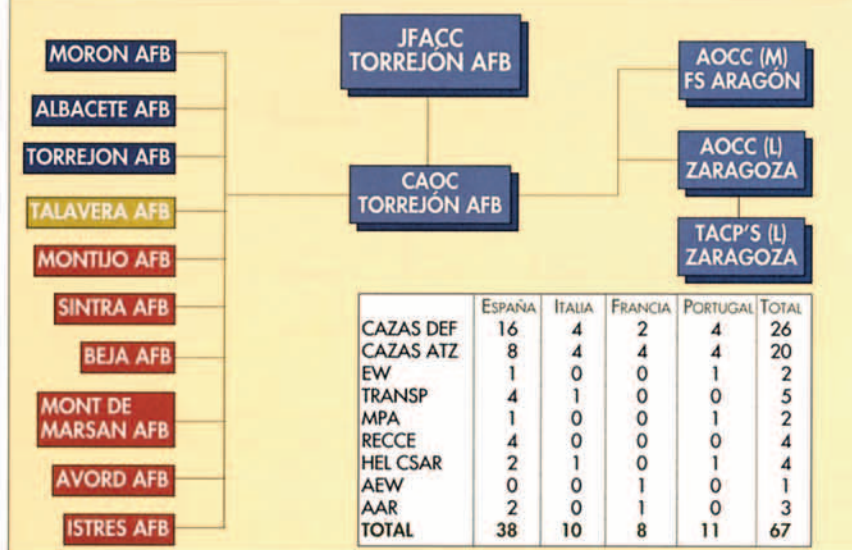 JFACC
TORREJÓN AFB
MORON AFB
ALBACETE AFB
TORREJON AFB
TALAVERA AFB
MONTIJO AFB
SINTRA AFB
BEJA AFB
MONT DE
MARSAN AFB
AVORD AFB
ISTRES AFB
CAOC
TORREJÓN AFB
AOCC (M)
FS ARAGÓN
AOCC (L)
ZARAGOZA
TACP'S (L)
ZARAGOZA
ESPAÑA ITALIA FRANCIA PORTUGAL TOTAL
CAZAS DEF 16 4 2 4 26
CAZAS ATZ 8 4 4 4 20
EW 1 0 0 1 2
TRANSP 4 1 0 0 5
MPA 1 0 0 1 2
RECCE 4 0 0 0 4
HEL CSAR 2 1 0 1 4
AEW 0 0 1 0 1
AAR 2 0 1 0 3
TOTAL 38 10 8 11 67